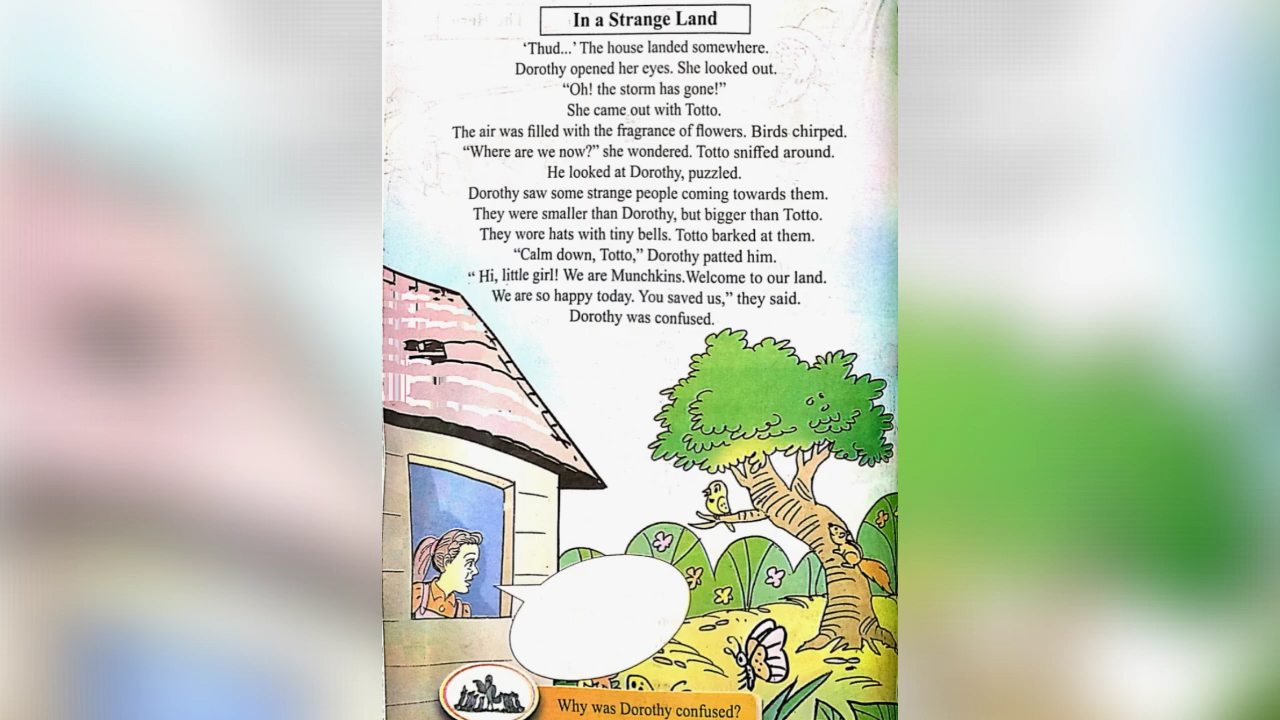 In a Strange Land
‘Thud...’ The house landed somewhere.
Dorothy opened her eyes. She looked out.
“Oh! the storm has gone!”
She came out with Totto.
The air was filled with the fragrance of flowers. Birds chirped.
“Where are we now?” she wondered. Totto sniffed around.
He looked at Dorothy, puzzled.
Dorothy saw some strange people coming towards them.
They were smaller than Dorothy, but bigger than Totto.
They wore hats with tiny bells. Totto barked at them.
“Calm down, Totto,” Dorothy patted him.
“ Hi, little girl! We are Munchkins.Welcome to our land.
We are so happy today. You saved us,” they said.
Dorothy was confused.
Why was Dorothy confused?